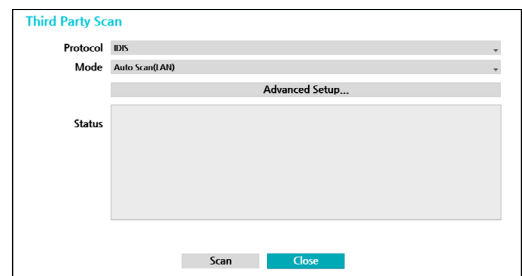 Third Party Scan
Protocol IDIS
Mode Auto Scan(LAN)
Advanced Setup...
Status
Scan Close